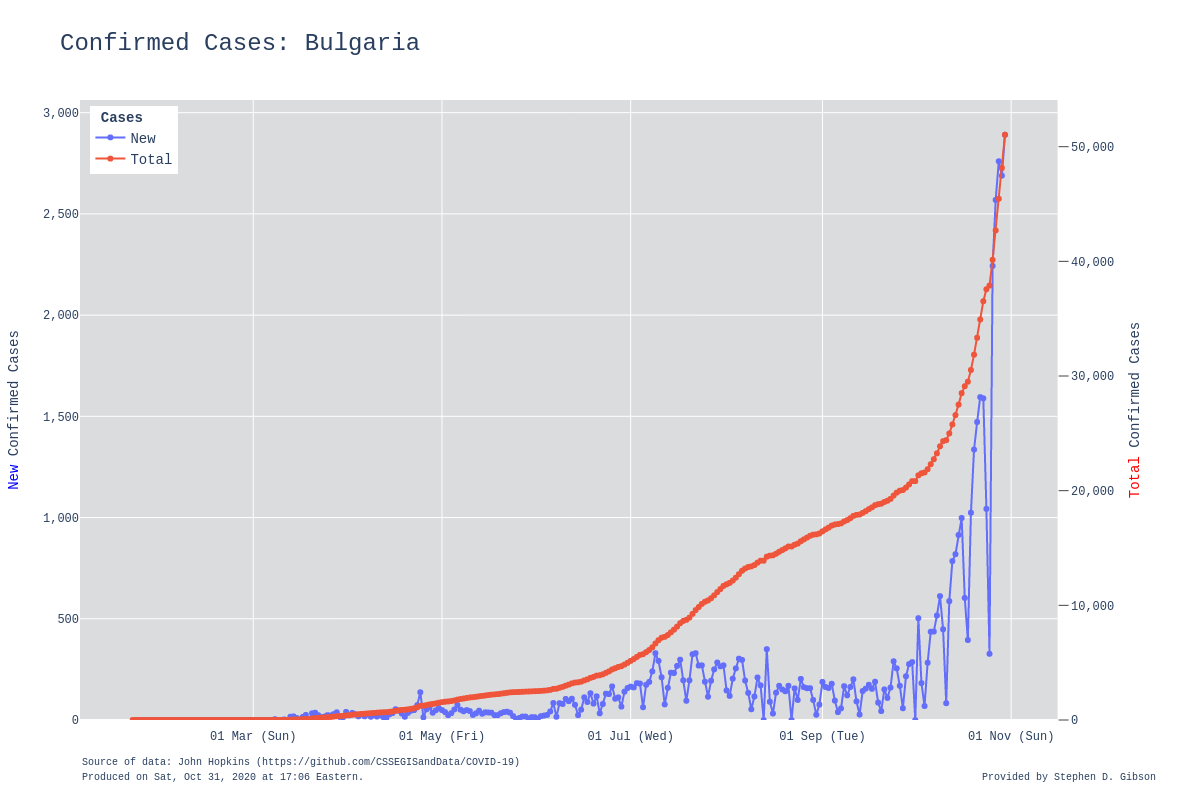 Confirmed Cases: Bulgaria
Cases
New
Total
3,000
2,500
2,000
1,500
1,000
500
0
50,000
40,000
30,000
20,000
10,000
0
New Confirmed Cases
Total Confirmed Cases
01 Mar (Sun)
01 May (Fri)
01 Jul (Wed)
01 Sep (Tue)
01 Nov (Sun)
Source of data: John Hopkins (https://github.com/CSSEGISandData/COVID-19)
Produced on Sat, Oct 31, 2020 at 17:06 Eastern.
Provided by Stephen D. Gibson